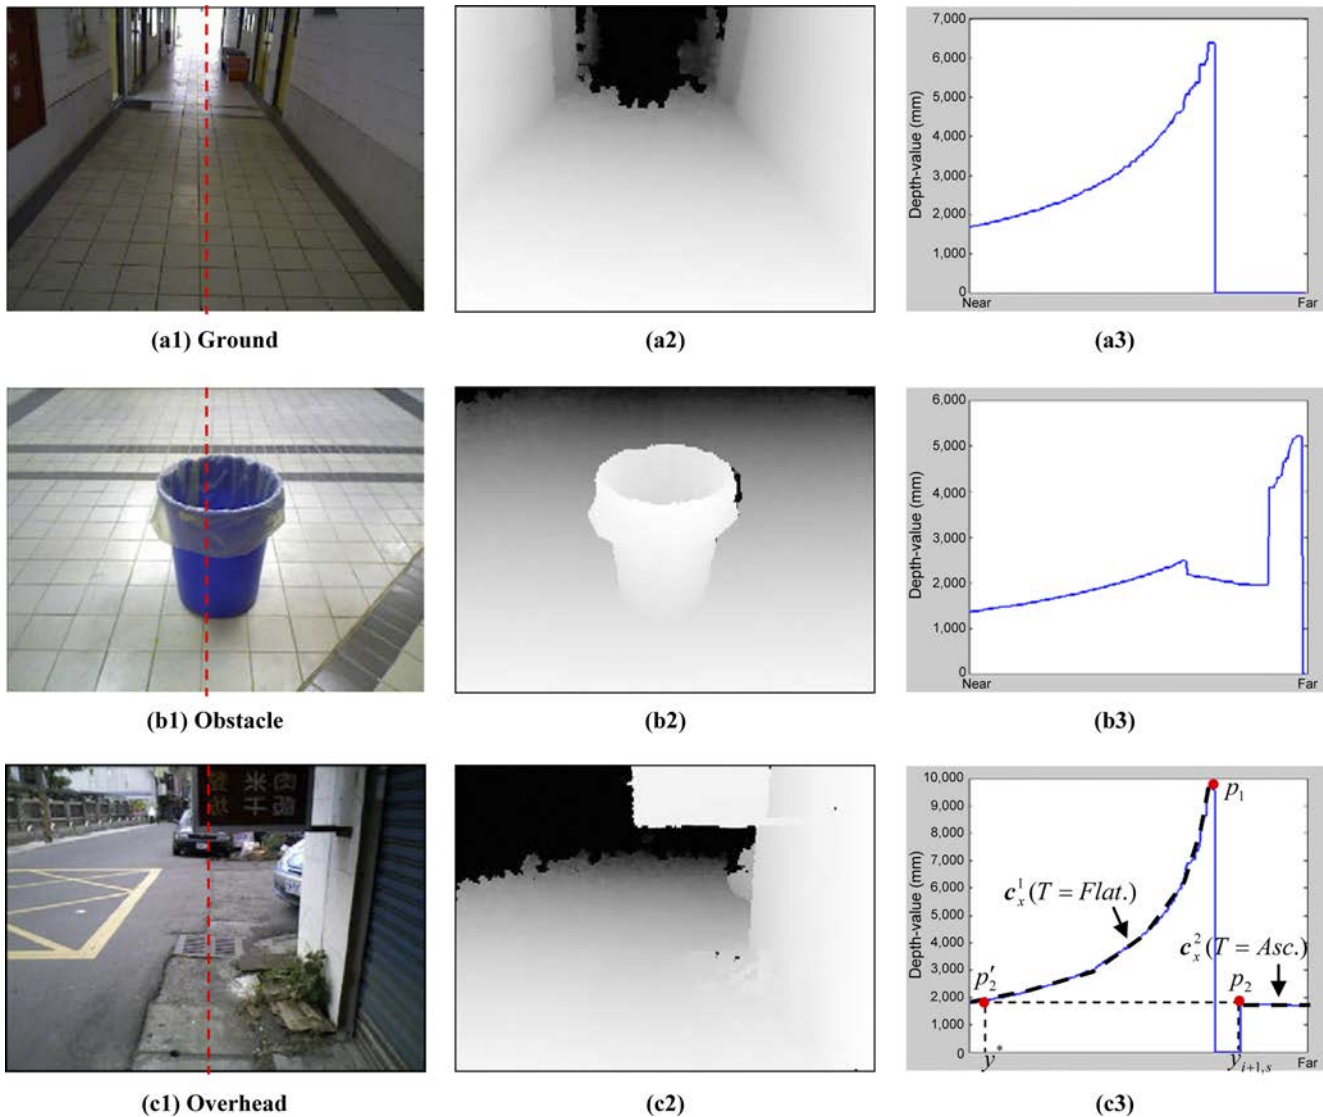 7,000
6,000
5,000
4,000
3,000
2,000
1,000
0
Depth-value (mm)
Near
Far
(a1) Ground
(a2)
(a3)
6,000
5,000
4,000
3,000
2,000
1,000
0
Depth-value (mm)
Near
Far
(b1) Obstacle
(b2)
(b3)
10,000
9,000
8,000
7,000
6,000
5,000
4,000
3,000
2,000
1,000
0
Depth-value (mm)
p₁
c¹ₓ(T = Flat.)
c²ₓ(T = Asc.)
p₂′
p₂
y*
yᵢ₊₁,ₛ
Far
(c1) Overhead
(c2)
(c3)